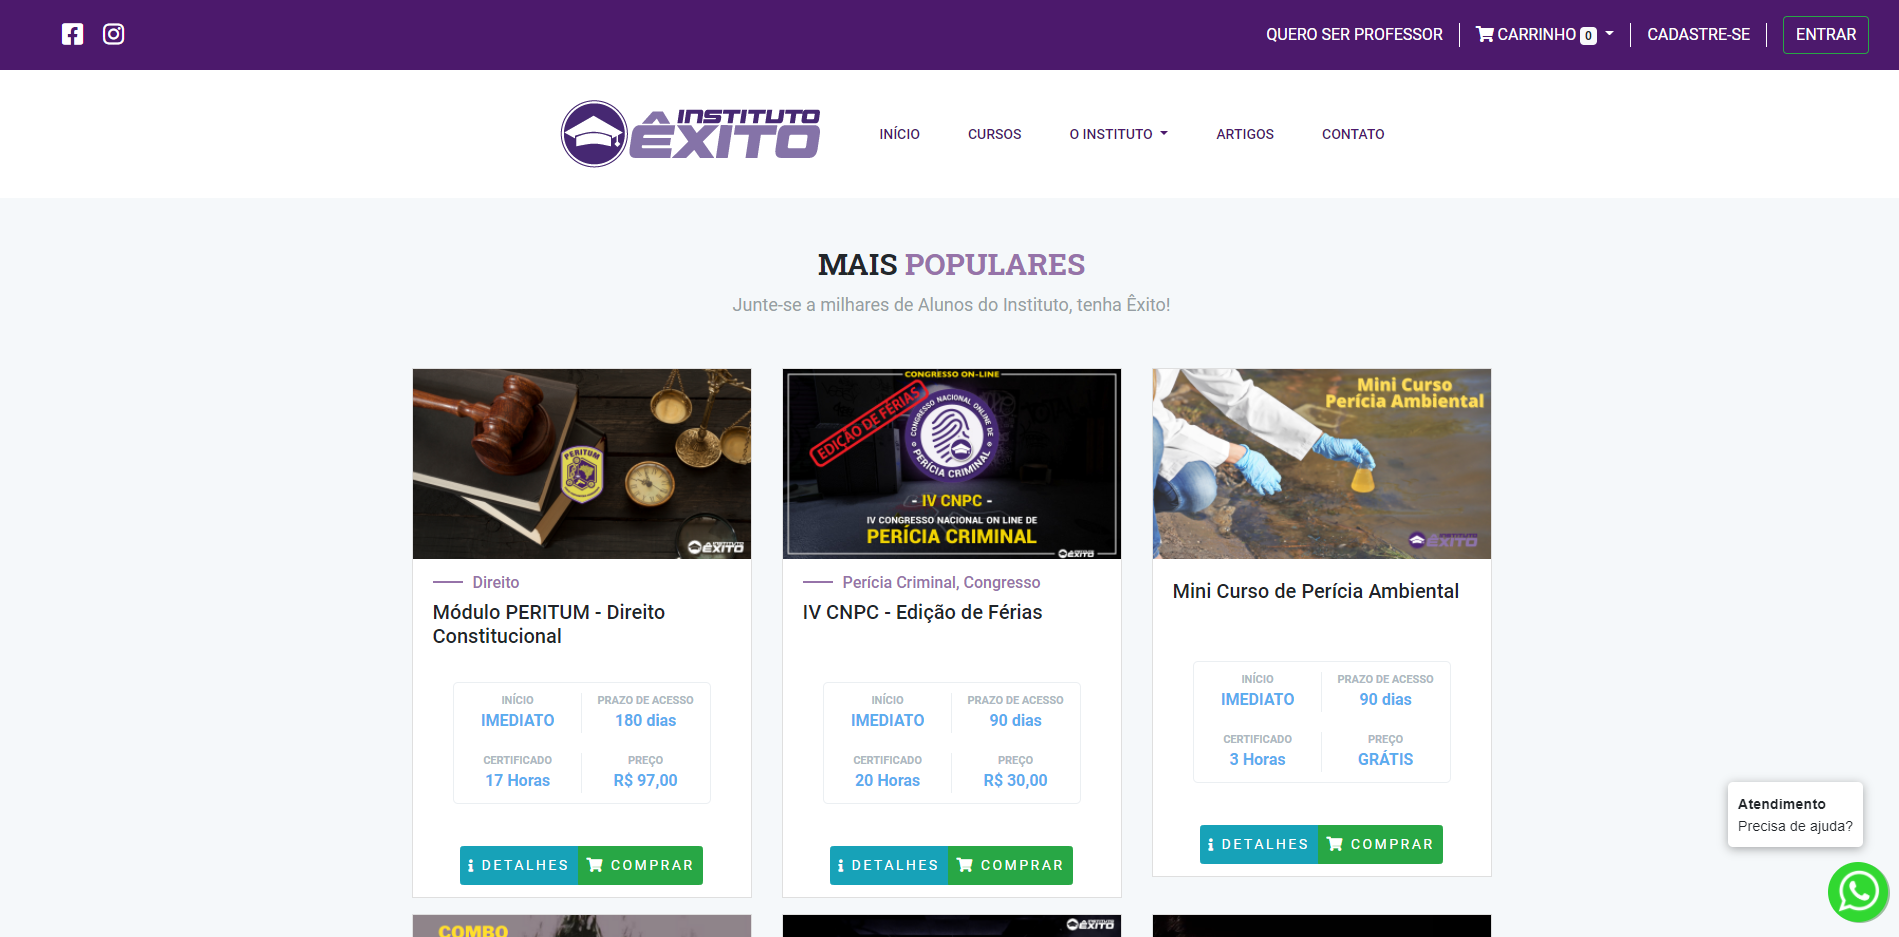 QUERO SER PROFESSOR
CARRINHO 0
CADASTRE-SE
ENTRAR
INSTITUTO
ÊXITO
INÍCIO
CURSOS
O INSTITUTO
ARTIGOS
CONTATO
MAIS POPULARES
Junte-se a milhares de Alunos do Instituto, tenha Êxito!
PERITUM
INSTITUTO
ÊXITO
Direito
Módulo PERITUM - Direito
Constitucional
INÍCIO
IMEDIATO
PRAZO DE ACESSO
180 dias
CERTIFICADO
17 Horas
PREÇO
R$ 97,00
DETALHES
COMPRAR
CONGRESSO ON-LINE
EDIÇÃO DE FÉRIAS
CONGRESSO NACIONAL ONLINE DE
PERÍCIA CRIMINAL
- IV CNPC -
IV CONGRESSO NACIONAL ON LINE DE
PERÍCIA CRIMINAL
ÊXITO
Perícia Criminal, Congresso
IV CNPC - Edição de Férias
INÍCIO
IMEDIATO
PRAZO DE ACESSO
90 dias
CERTIFICADO
20 Horas
PREÇO
R$ 30,00
DETALHES
COMPRAR
Mini Curso
Perícia Ambiental
INSTITUTO
ÊXITO
Mini Curso de Perícia Ambiental
INÍCIO
IMEDIATO
PRAZO DE ACESSO
90 dias
CERTIFICADO
3 Horas
PREÇO
GRÁTIS
DETALHES
COMPRAR
Atendimento
Precisa de ajuda?
COMBO
INSTITUTO
ÊXITO